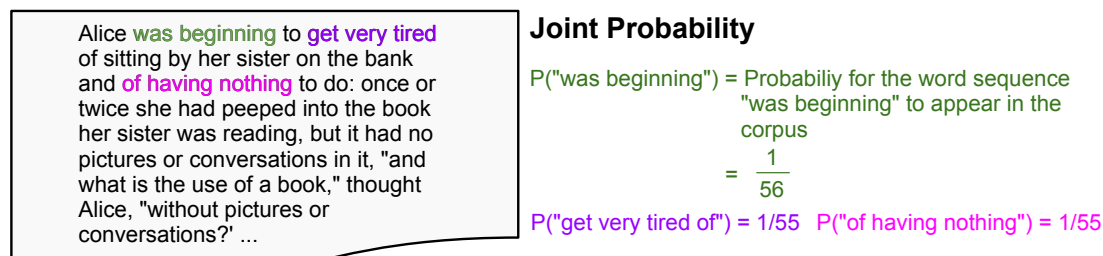 Alice was beginning to get very tired
of sitting by her sister on the bank
and of having nothing to do: once or
twice she had peeped into the book
her sister was reading, but it had no
pictures or conversations in it, "and
what is the use of a book," thought
Alice, "without pictures or
conversations?' ...
Joint Probability
P("was beginning") = Probabiliy for the word sequence
"was beginning" to appear in the
corpus
= 1/56
P("get very tired of") = 1/55 P("of having nothing") = 1/55